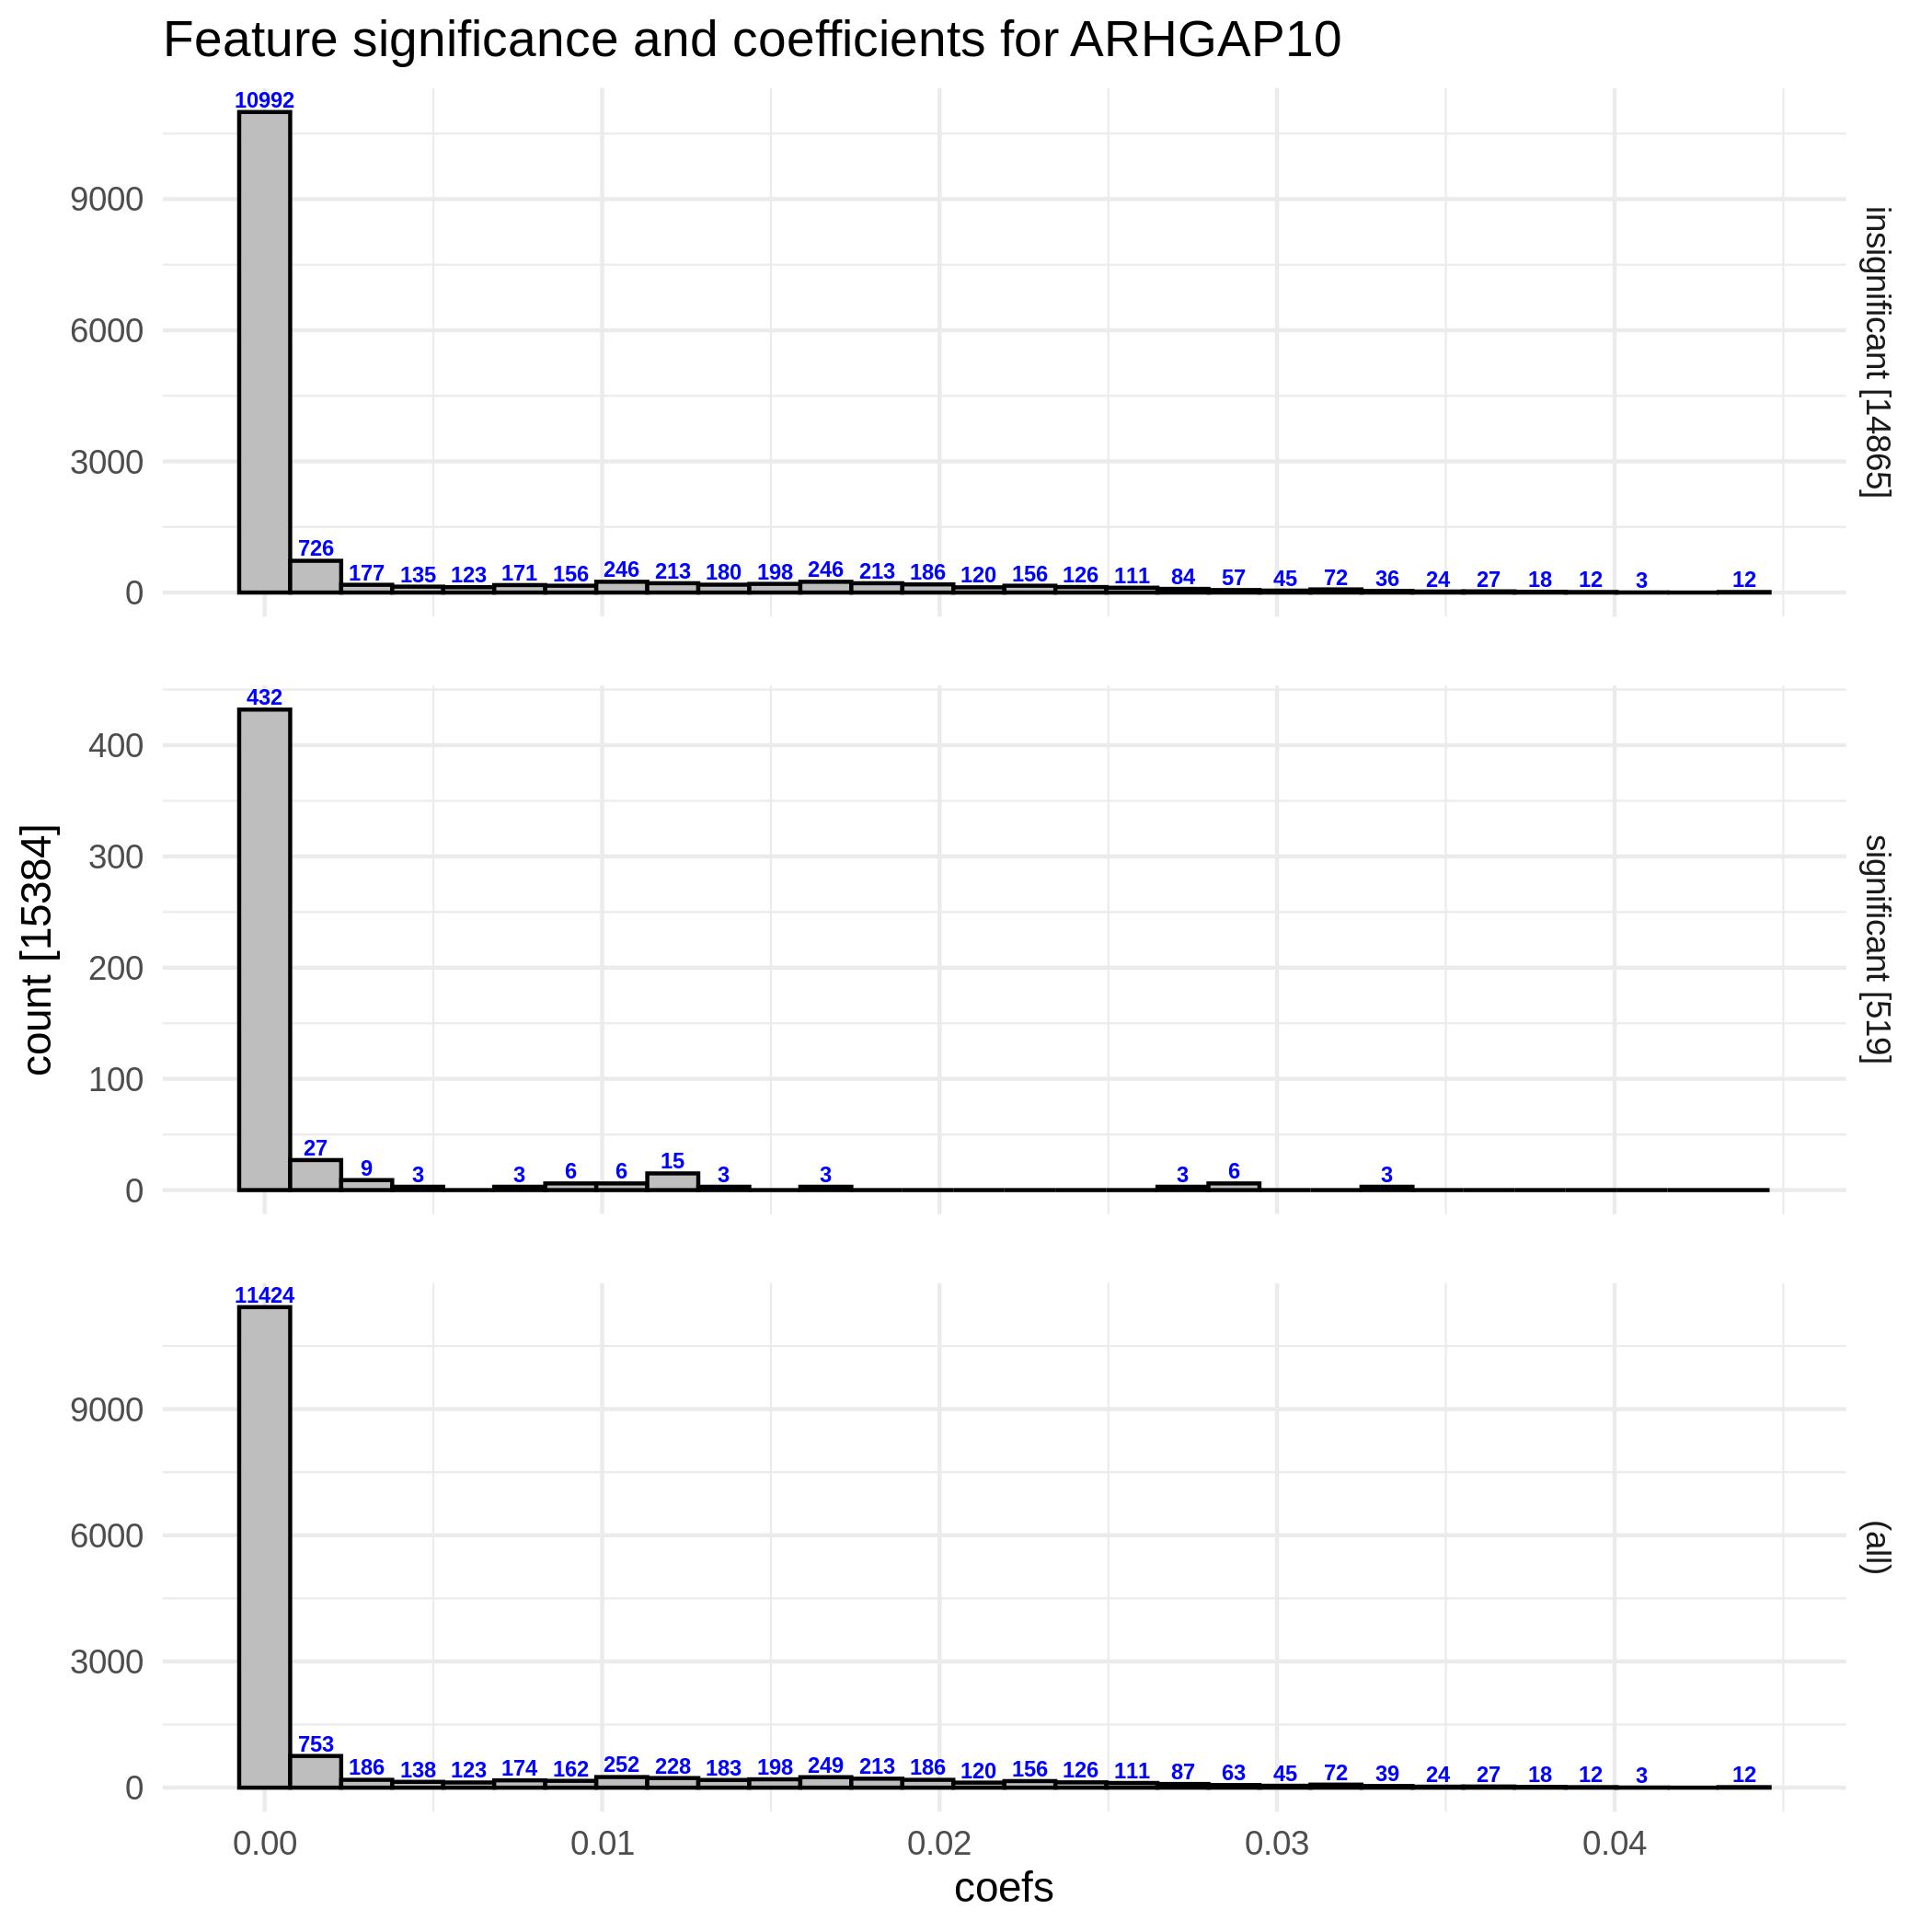 Feature significance and coefficients for ARHGAP10
10992
9000
6000
3000
0
726 177 135 123 171 156 246 213 180 198 246 213 186 120 156 126 111 84 57 45 72 36 24 27 18 12 3 12
insignificant [14865]
432
400
300
200
100
0
27 9 3 3 6 6 15 3 3 3 6 3
significant [519]
count [15384]
11424
9000
6000
3000
0
753 186 138 123 174 162 252 228 183 198 249 213 186 120 156 126 111 87 63 45 72 39 24 27 18 12 3 12
(all)
0.00 0.01 0.02 0.03 0.04
coefs